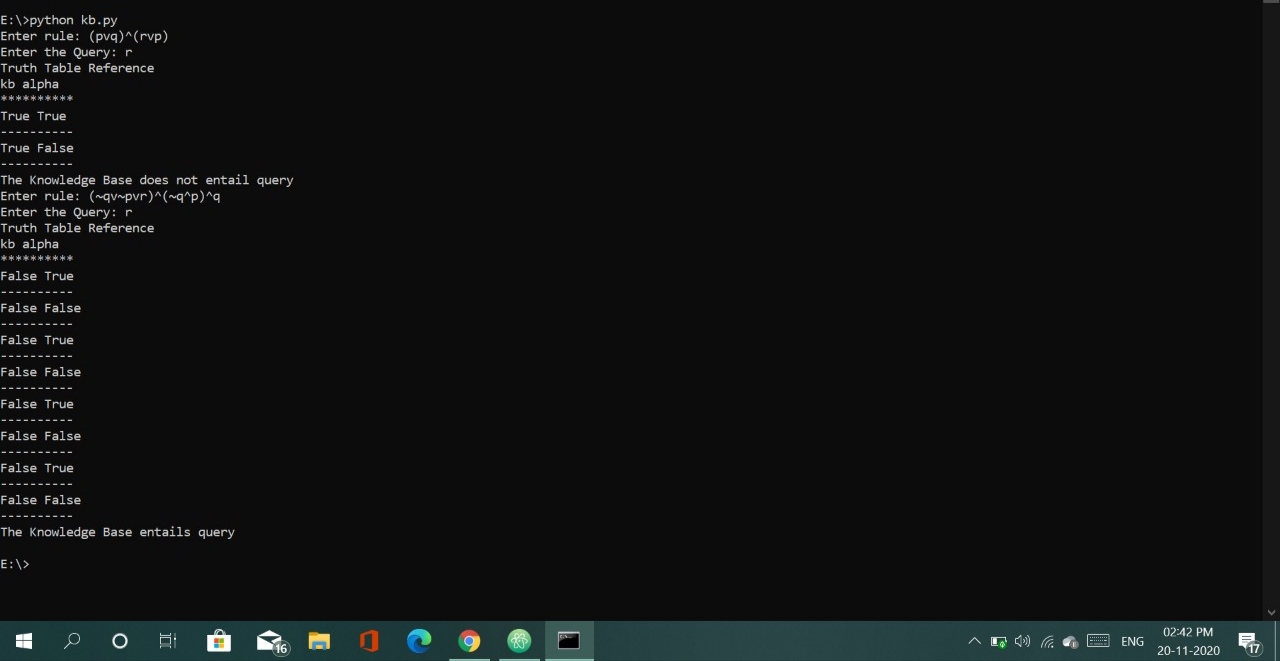 E:\>python kb.py
Enter rule: (pvq)^(rvp)
Enter the Query: r
Truth Table Reference
kb alpha
**********
True True
----------
True False
----------
The Knowledge Base does not entail query
Enter rule: (~qv~pvr)^(~q^p)^q
Enter the Query: r
Truth Table Reference
kb alpha
**********
False True
----------
False False
----------
False True
----------
False False
----------
False True
----------
False False
----------
False True
----------
False False
----------
The Knowledge Base entails query
E:\>
16
ENG
02:42 PM
20-11-2020
17